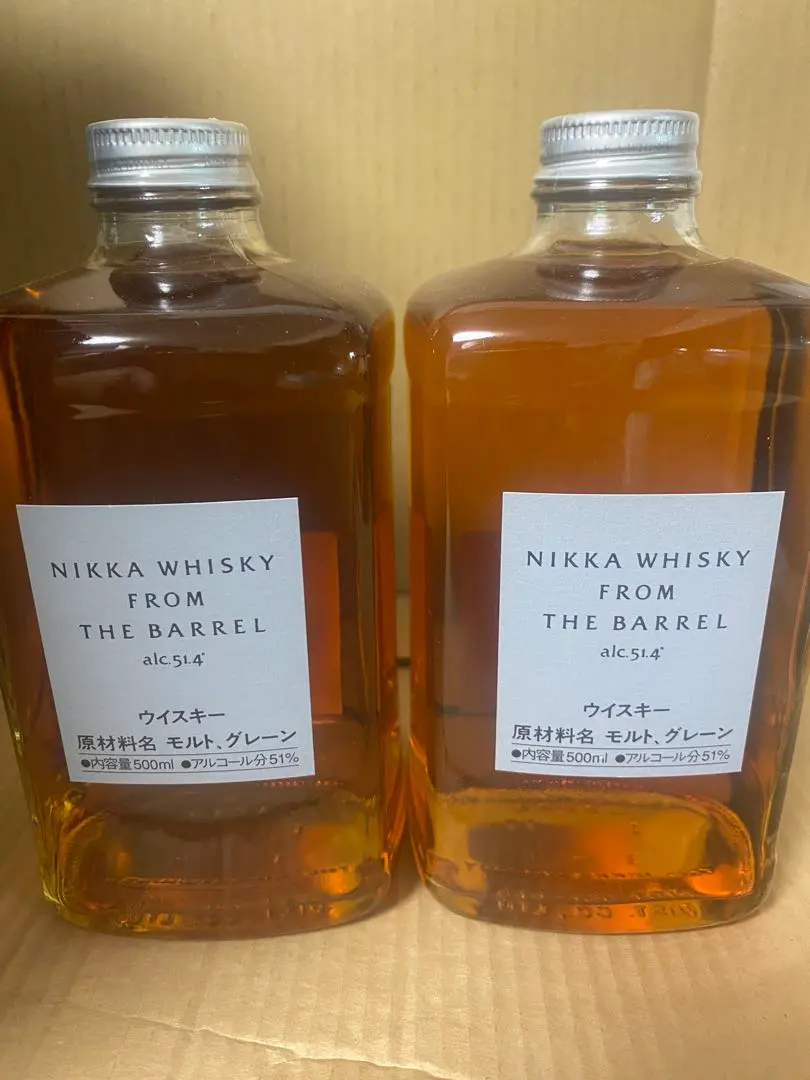 NIKKA WHISKY
FROM
THE BARREL
alc.51.4°
ウイスキー
原材料名 モルト、グレーン
●内容量500ml ●アルコール分51%
NIKKA WHISKY
FROM
THE BARREL
alc.51.4°
ウイスキー
原材料名 モルト、グレーン
●内容量500ml ●アルコール分51%